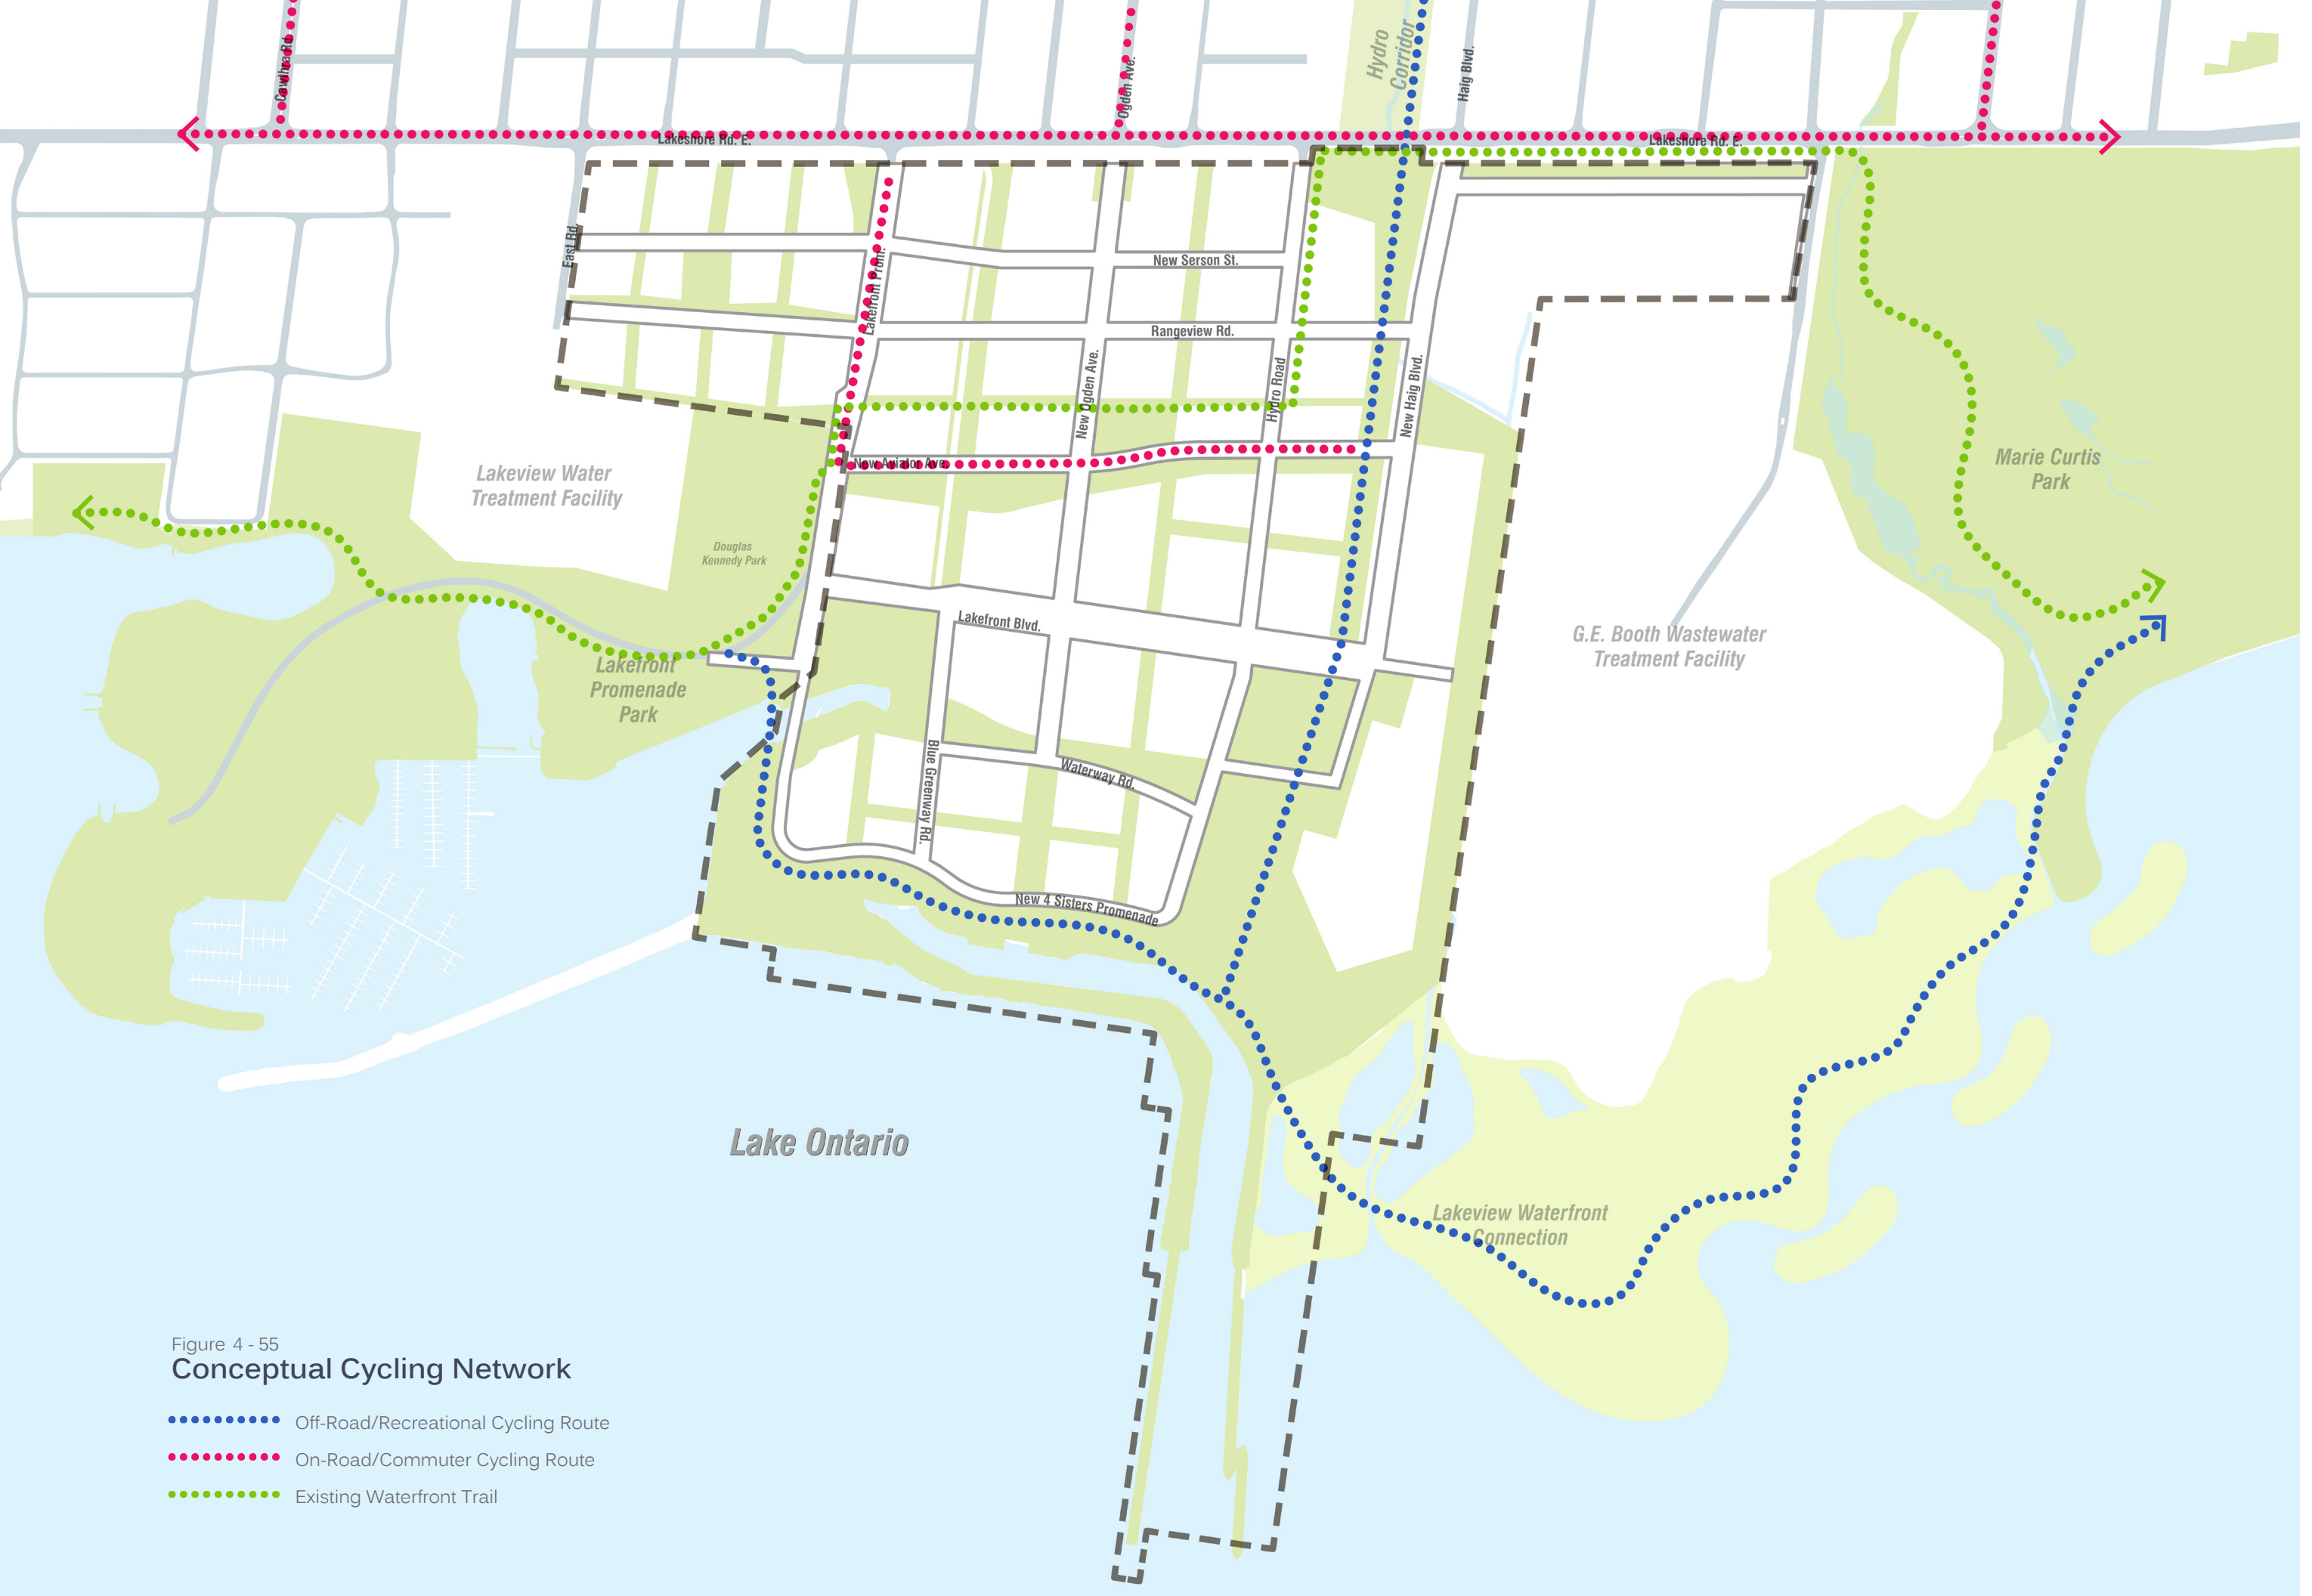 Cawthra Rd.
Ogden Ave.
Hydro
Corridor
Haig Blvd.
Lakeshore Rd. E.
Lakeshore Rd. E.
East Rd.
Lakefront Prom.
New Serson St.
Rangeview Rd.
New Ogden Ave.
Hydro Road
New Haig Blvd.
New Aviator Ave.
Lakeview Water
Treatment Facility
Marie Curtis
Park
Douglas
Kennedy Park
Lakefront Blvd.
G.E. Booth Wastewater
Treatment Facility
Lakefront
Promenade
Park
Blue Greenway Rd.
Waterway Rd.
New 4 Sisters Promenade
Lake Ontario
Lakeview Waterfront
Connection
Figure 4 - 55
Conceptual Cycling Network
Off-Road/Recreational Cycling Route
On-Road/Commuter Cycling Route
Existing Waterfront Trail